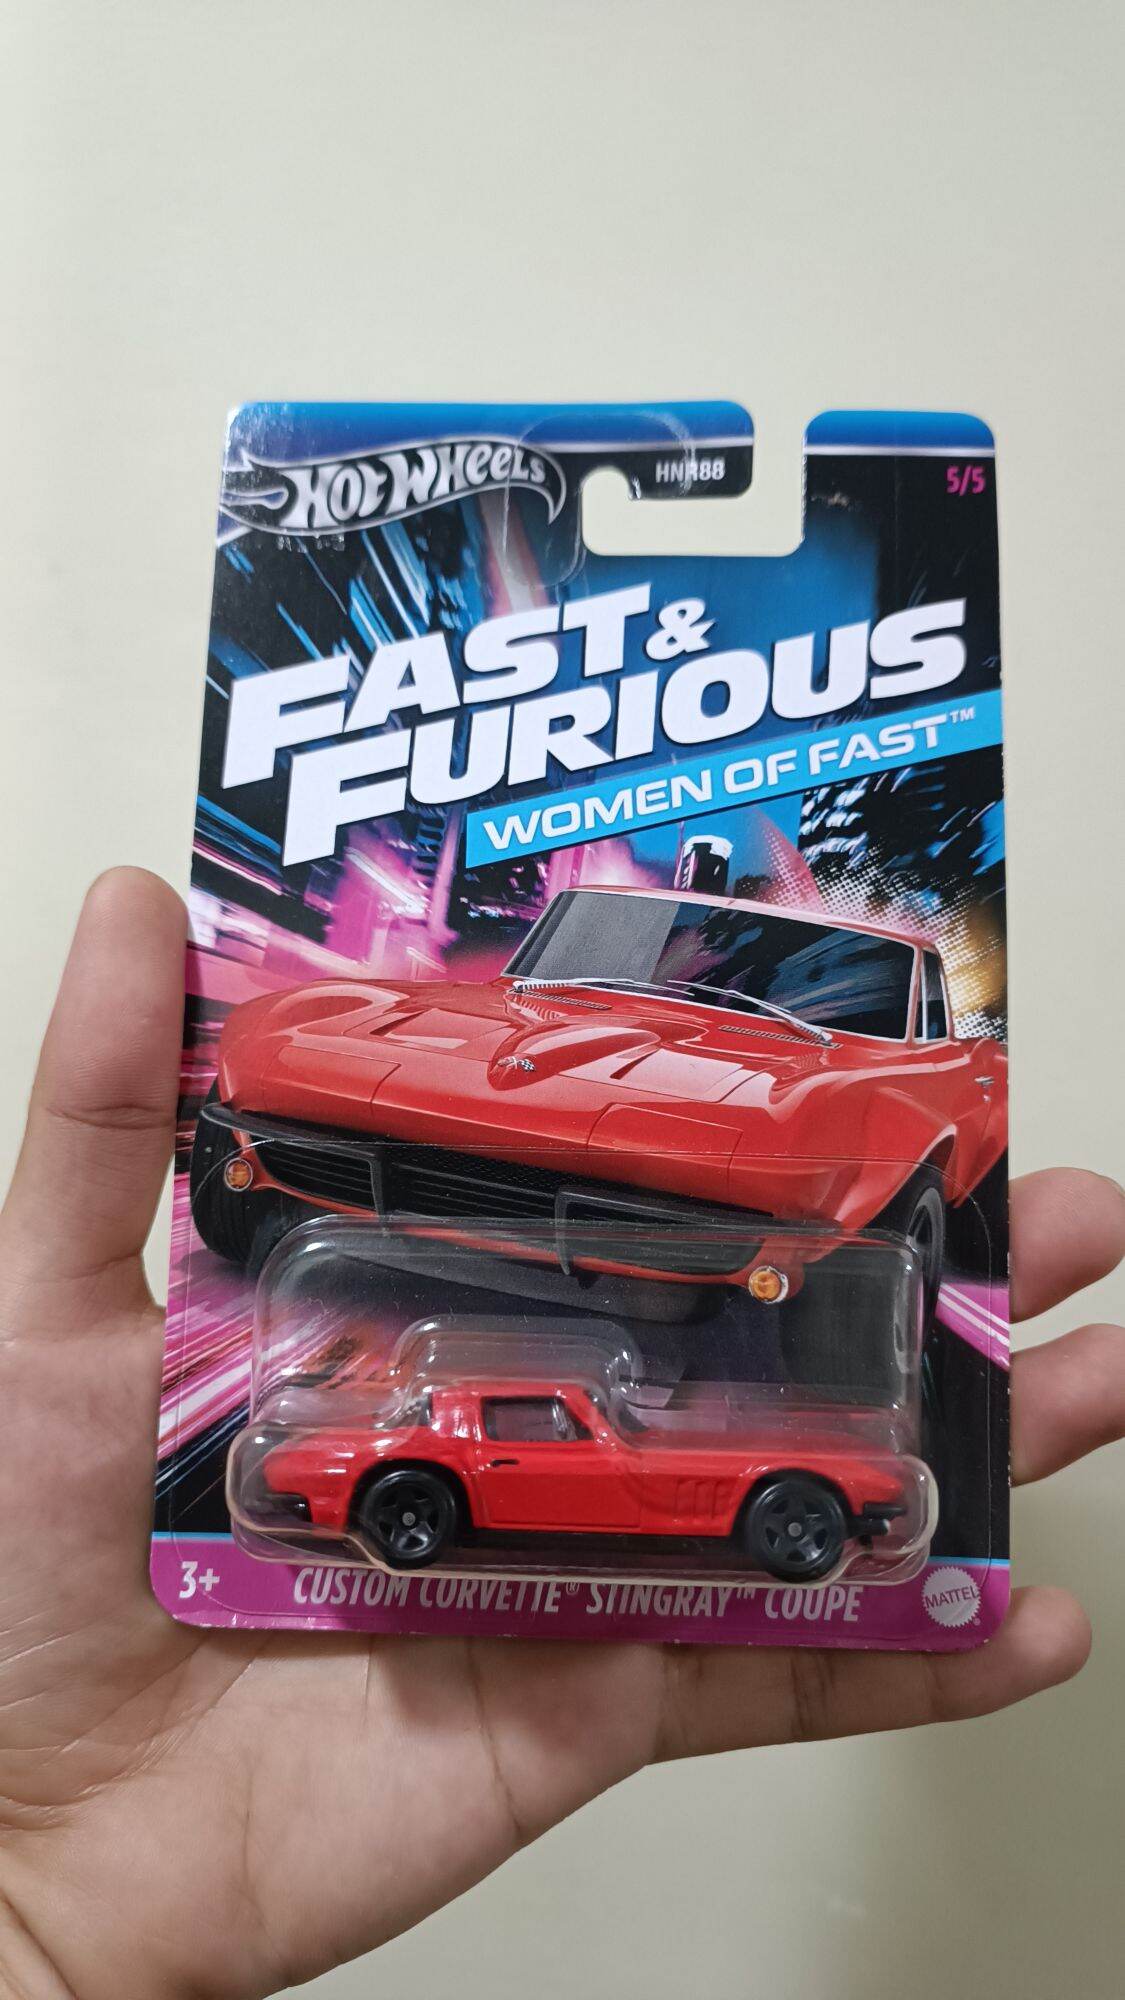 HOT WHEELS
HNR88
5/5
FAST &
FURIOUS
WOMEN OF FAST™
3+
CUSTOM CORVETTE® STINGRAY™ COUPE
MATTEL®